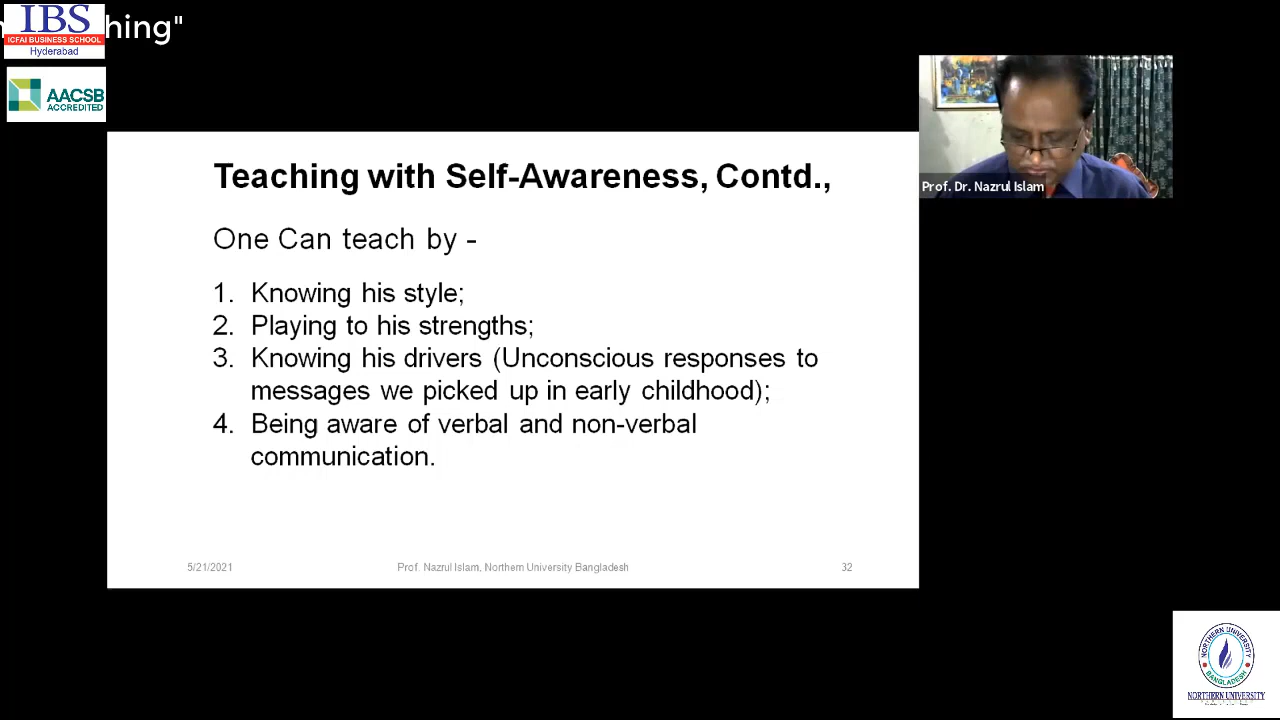 IBS
ICFAI BUSINESS SCHOOL
Hyderabad
hing"
AACSB
ACCREDITED
Prof. Dr. Nazrul Islam
Teaching with Self-Awareness, Contd.,
One Can teach by -
1. Knowing his style;
2. Playing to his strengths;
3. Knowing his drivers (Unconscious responses to
messages we picked up in early childhood);
4. Being aware of verbal and non-verbal
communication.
5/21/2021
Prof. Nazrul Islam, Northern University Bangladesh
32
NORTHERN UNIVERSITY
BANGLADESH
NORTHERN UNIVERSITY